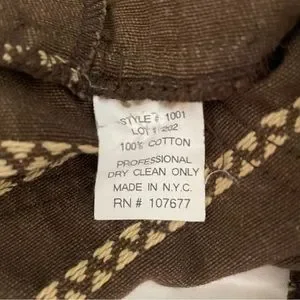 STYLE # 1001
LOT # 202
100% COTTON
PROFESSIONAL
DRY CLEAN ONLY
MADE IN N.Y.C.
RN # 107677